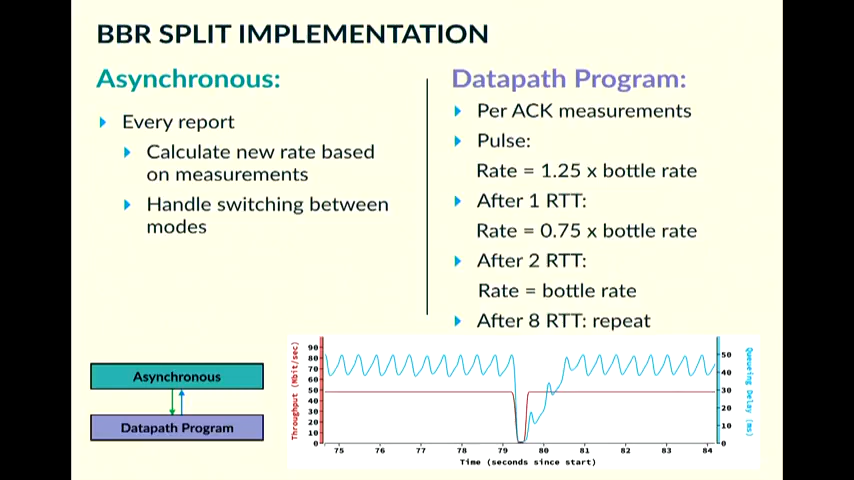 BBR SPLIT IMPLEMENTATION
Asynchronous:
Every report
Calculate new rate based
on measurements
Handle switching between
modes
Datapath Program:
Per ACK measurements
Pulse:
Rate = 1.25 x bottle rate
After 1 RTT:
Rate = 0.75 x bottle rate
After 2 RTT:
Rate = bottle rate
After 8 RTT: repeat
Asynchronous
Datapath Program
Throughput (Mbit/sec)
90
80
70
60
50
40
30
20
10
0
75
76
77
78
79
80
81
82
83
84
Time (seconds since start)
50
40
30
20
10
0
Queueing Delay (ms)